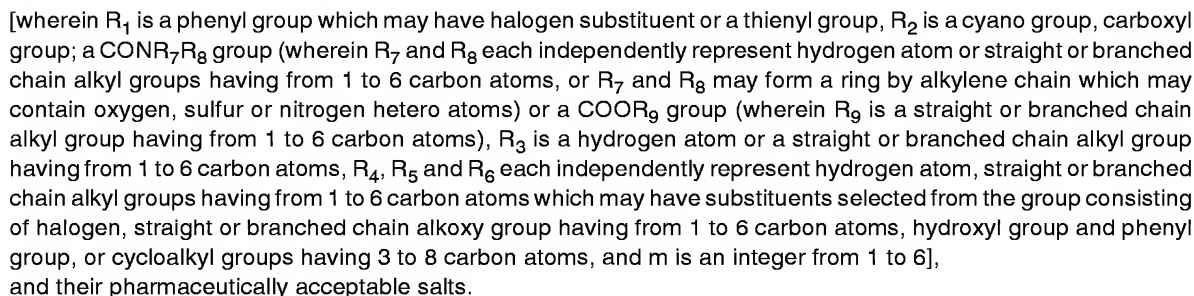 [wherein R₁ is a phenyl group which may have halogen substituent or a thienyl group, R₂ is a cyano group, carboxyl
group; a CONR₇R₈ group (wherein R₇ and R₈ each independently represent hydrogen atom or straight or branched
chain alkyl groups having from 1 to 6 carbon atoms, or R₇ and R₈ may form a ring by alkylene chain which may
contain oxygen, sulfur or nitrogen hetero atoms) or a COOR₉ group (wherein R₉ is a straight or branched chain
alkyl group having from 1 to 6 carbon atoms), R₃ is a hydrogen atom or a straight or branched chain alkyl group
having from 1 to 6 carbon atoms, R₄, R₅ and R₆ each independently represent hydrogen atom, straight or branched
chain alkyl groups having from 1 to 6 carbon atoms which may have substituents selected from the group consisting
of halogen, straight or branched chain alkoxy group having from 1 to 6 carbon atoms, hydroxyl group and phenyl
group, or cycloalkyl groups having 3 to 8 carbon atoms, and m is an integer from 1 to 6],
and their pharmaceutically acceptable salts.